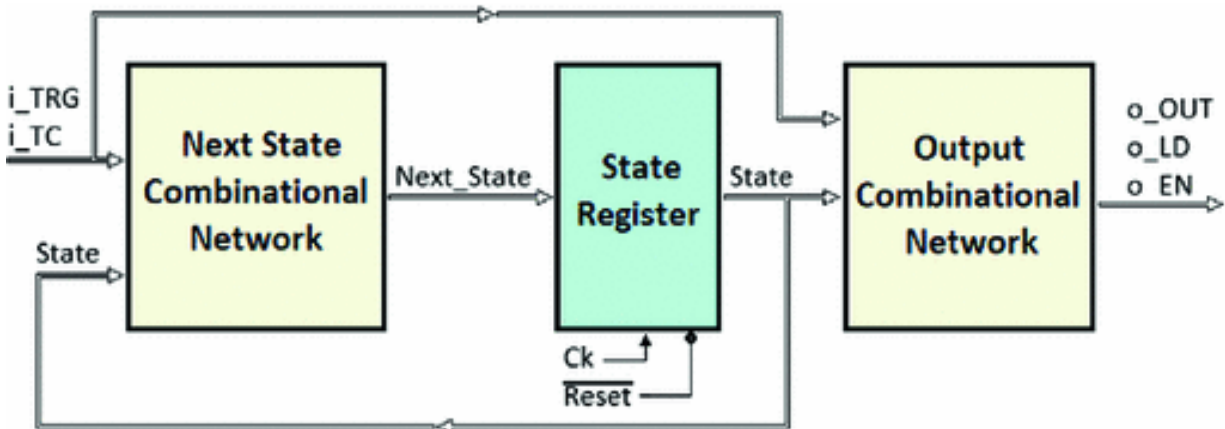 i_TRG
i_TC
Next State
Combinational
Network
State
Next_State
State
Register
Ck
Reset
State
Output
Combinational
Network
o_OUT
o_LD
o_EN